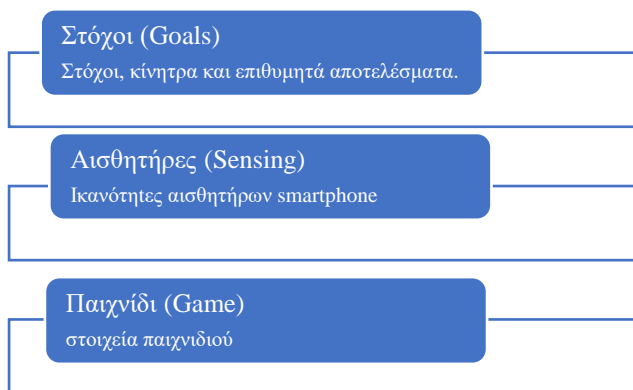 Στόχοι (Goals)
Στόχοι, κίνητρα και επιθυμητά αποτελέσματα.
Αισθητήρες (Sensing)
Ικανότητες αισθητήρων smartphone
Παιχνίδι (Game)
στοιχεία παιχνιδιού